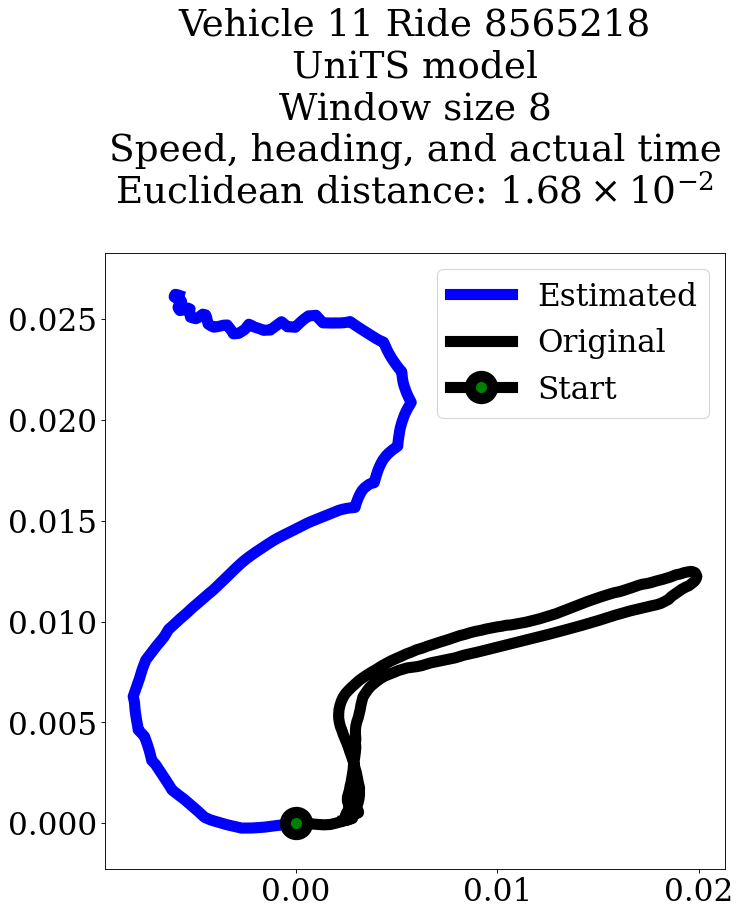 Vehicle 11 Ride 8565218
UniTS model
Window size 8
Speed, heading, and actual time
Euclidean distance: 1.68 × 10⁻²
Estimated
Original
Start
0.025
0.020
0.015
0.010
0.005
0.000
0.00 0.01 0.02